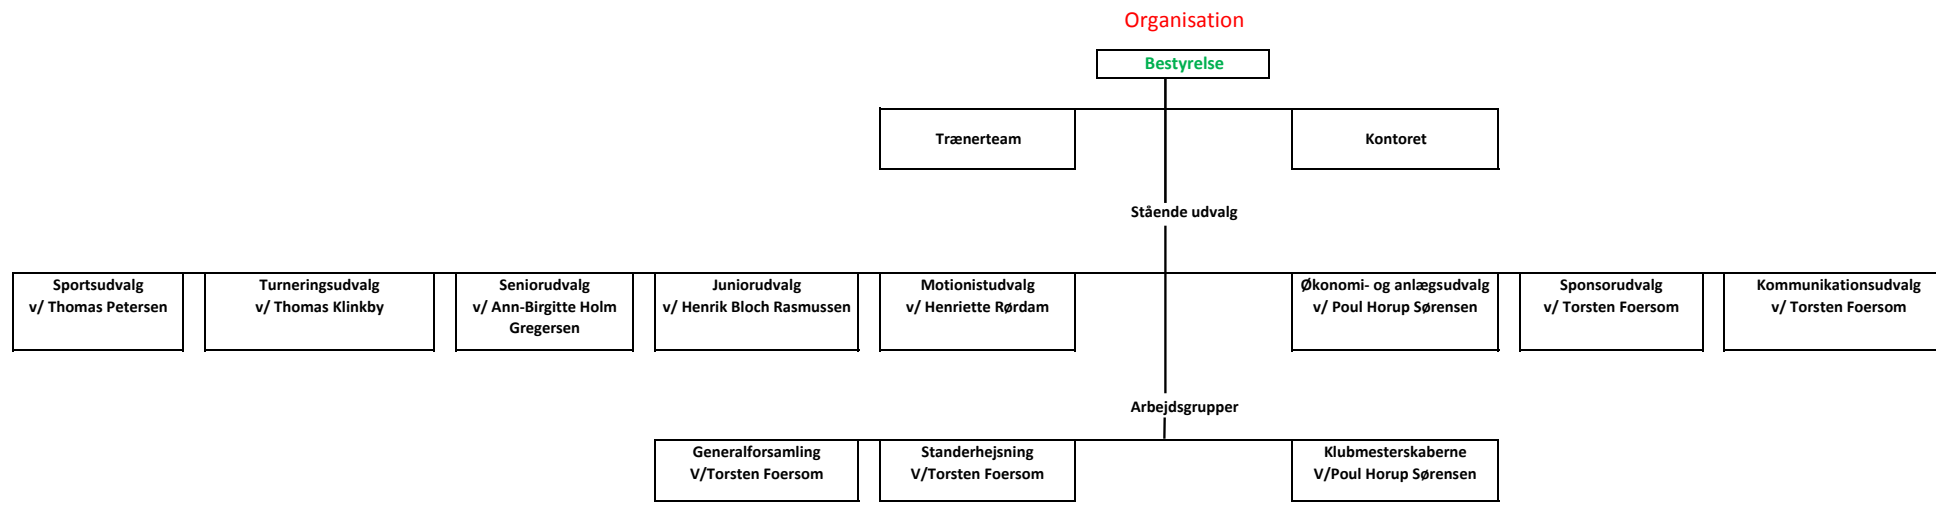 Organisation
Bestyrelse
Trænerteam
Kontoret
Stående udvalg
Sportsudvalg
v/ Thomas Petersen
Turneringsudvalg
v/ Thomas Klinkby
Seniorudvalg
v/ Ann-Birgitte Holm
Gregersen
Juniorudvalg
v/ Henrik Bloch Rasmussen
Motionistudvalg
v/ Henriette Rørdam
Økonomi- og anlægsudvalg
v/ Poul Horup Sørensen
Sponsorudvalg
v/ Torsten Foersom
Kommunikationsudvalg
v/ Torsten Foersom
Arbejdsgrupper
Generalforsamling
V/Torsten Foersom
Standerhejsning
V/Torsten Foersom
Klubmesterskaberne
V/Poul Horup Sørensen